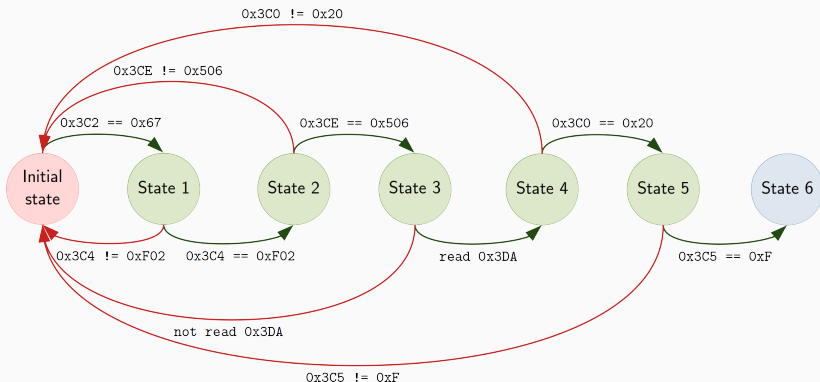 0x3C0 != 0x20
0x3CE != 0x506
0x3C2 == 0x67
0x3CE == 0x506
0x3C0 == 0x20
Initial
state
State 1
State 2
State 3
State 4
State 5
State 6
0x3C4 != 0xF02
0x3C4 == 0xF02
read 0x3DA
0x3C5 == 0xF
not read 0x3DA
0x3C5 != 0xF